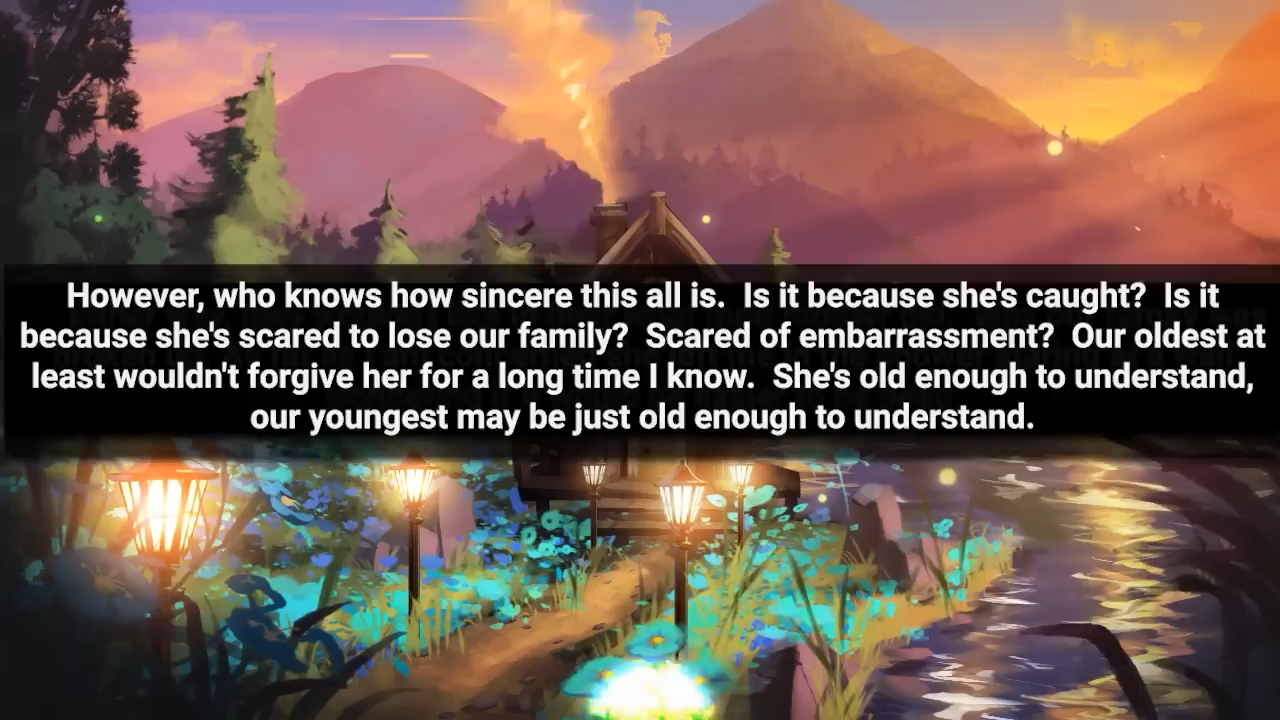 However, who knows how sincere this all is.  Is it because she's caught?  Is it
because she's scared to lose our family?  Scared of embarrassment?  Our oldest at
least wouldn't forgive her for a long time I know.  She's old enough to understand,
our youngest may be just old enough to understand.